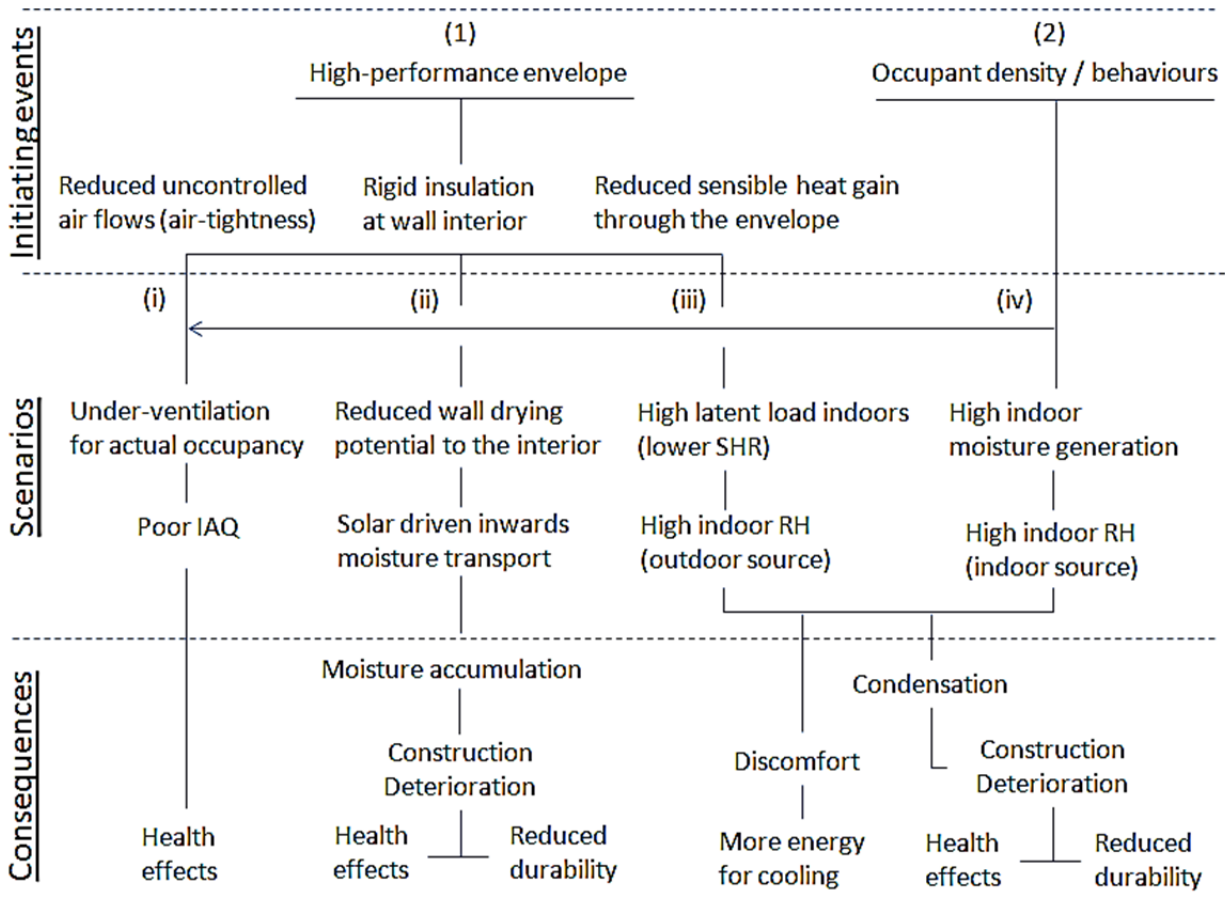 Initiating events
(1)
High-performance envelope
(2)
Occupant density / behaviours
Reduced uncontrolled
air flows (air-tightness)
Rigid insulation
at wall interior
Reduced sensible heat gain
through the envelope
Scenarios
(i)
(ii)
(iii)
(iv)
Under-ventilation
for actual occupancy
Reduced wall drying
potential to the interior
High latent load indoors
(lower SHR)
High indoor
moisture generation
Poor IAQ
Solar driven inwards
moisture transport
High indoor RH
(outdoor source)
High indoor RH
(indoor source)
Consequences
Moisture accumulation
Condensation
Construction
Deterioration
Discomfort
Construction
Deterioration
Health
effects
Health
effects
Reduced
durability
More energy
for cooling
Health
effects
Reduced
durability